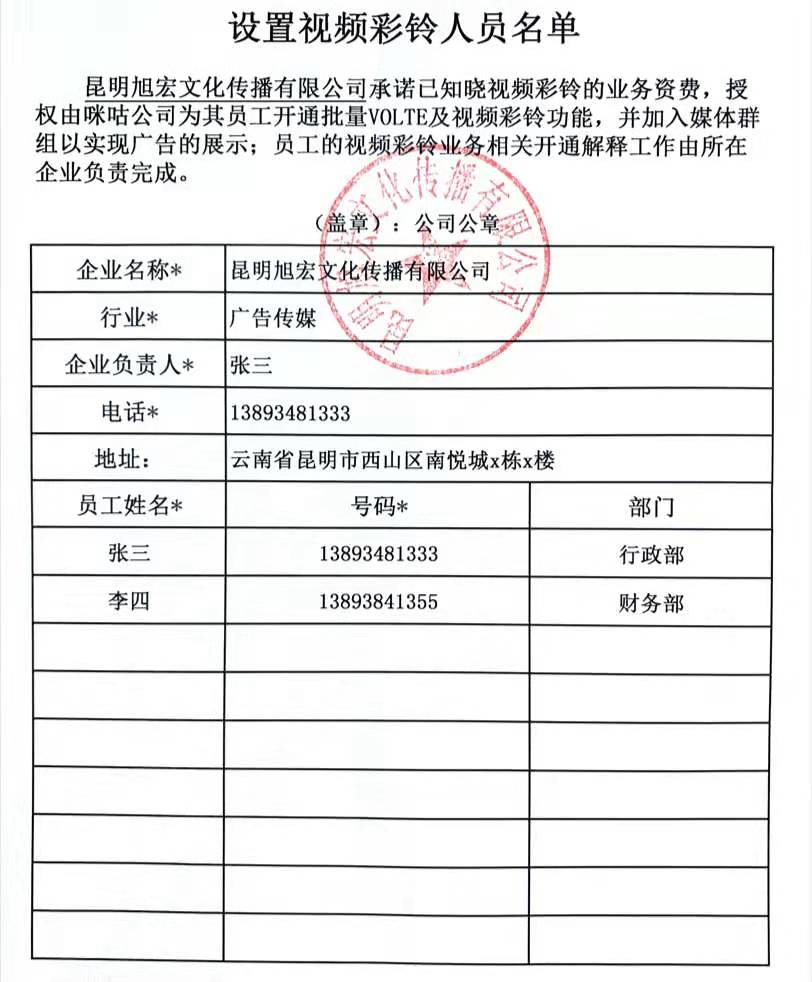 设置视频彩铃人员名单
昆明旭宏文化传播有限公司承诺已知晓视频彩铃的业务资费，授
权由咪咕公司为其员工开通批量VOLTE及视频彩铃功能，并加入媒体群
组以实现广告的展示；员工的视频彩铃业务相关开通解释工作由所在
企业负责完成。
（盖章）：公司公章
昆明旭宏文化传播有限公司
企业名称* 昆明旭宏文化传播有限公司
行业* 广告传媒
企业负责人* 张三
电话* 13893481333
地址： 云南省昆明市西山区南悦城x栋x楼
员工姓名* 号码* 部门
张三 13893481333 行政部
李四 13893841355 财务部